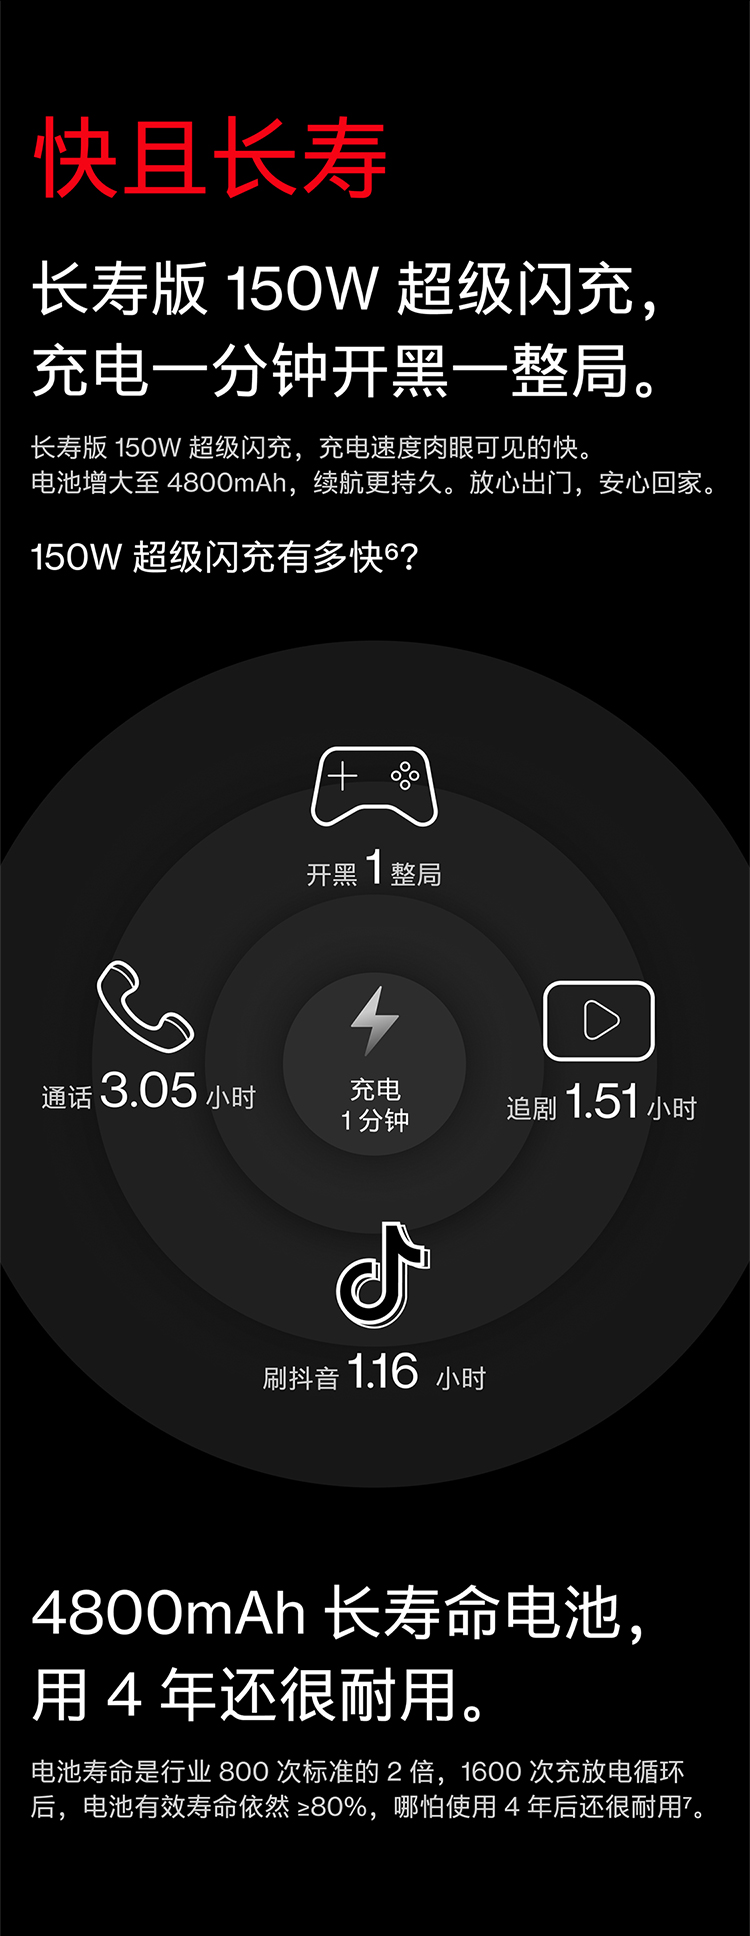 快且长寿
长寿版 150W 超级闪充，
充电一分钟开黑一整局。
长寿版 150W 超级闪充，充电速度肉眼可见的快。
电池增大至 4800mAh，续航更持久。放心出门，安心回家。
150W 超级闪充有多快⁶？
开黑 1 整局
通话 3.05 小时
充电
1 分钟
追剧 1.51 小时
刷抖音 1.16 小时
4800mAh 长寿命电池，
用 4 年还很耐用。
电池寿命是行业 800 次标准的 2 倍，1600 次充放电循环
后，电池有效寿命依然 ≥80%，哪怕使用 4 年后还很耐用⁷。